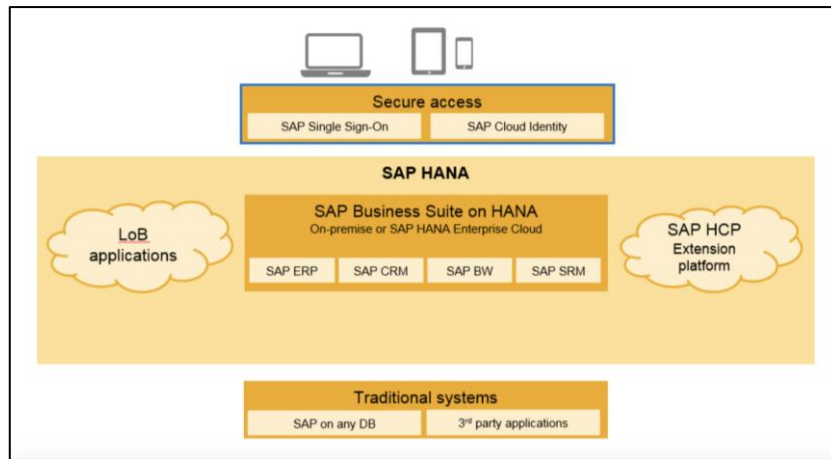 Secure access
SAP Single Sign-On
SAP Cloud Identity
SAP HANA
LoB
applications
SAP Business Suite on HANA
On-premise or SAP HANA Enterprise Cloud
SAP ERP
SAP CRM
SAP BW
SAP SRM
SAP HCP
Extension
platform
Traditional systems
SAP on any DB
3rd party applications